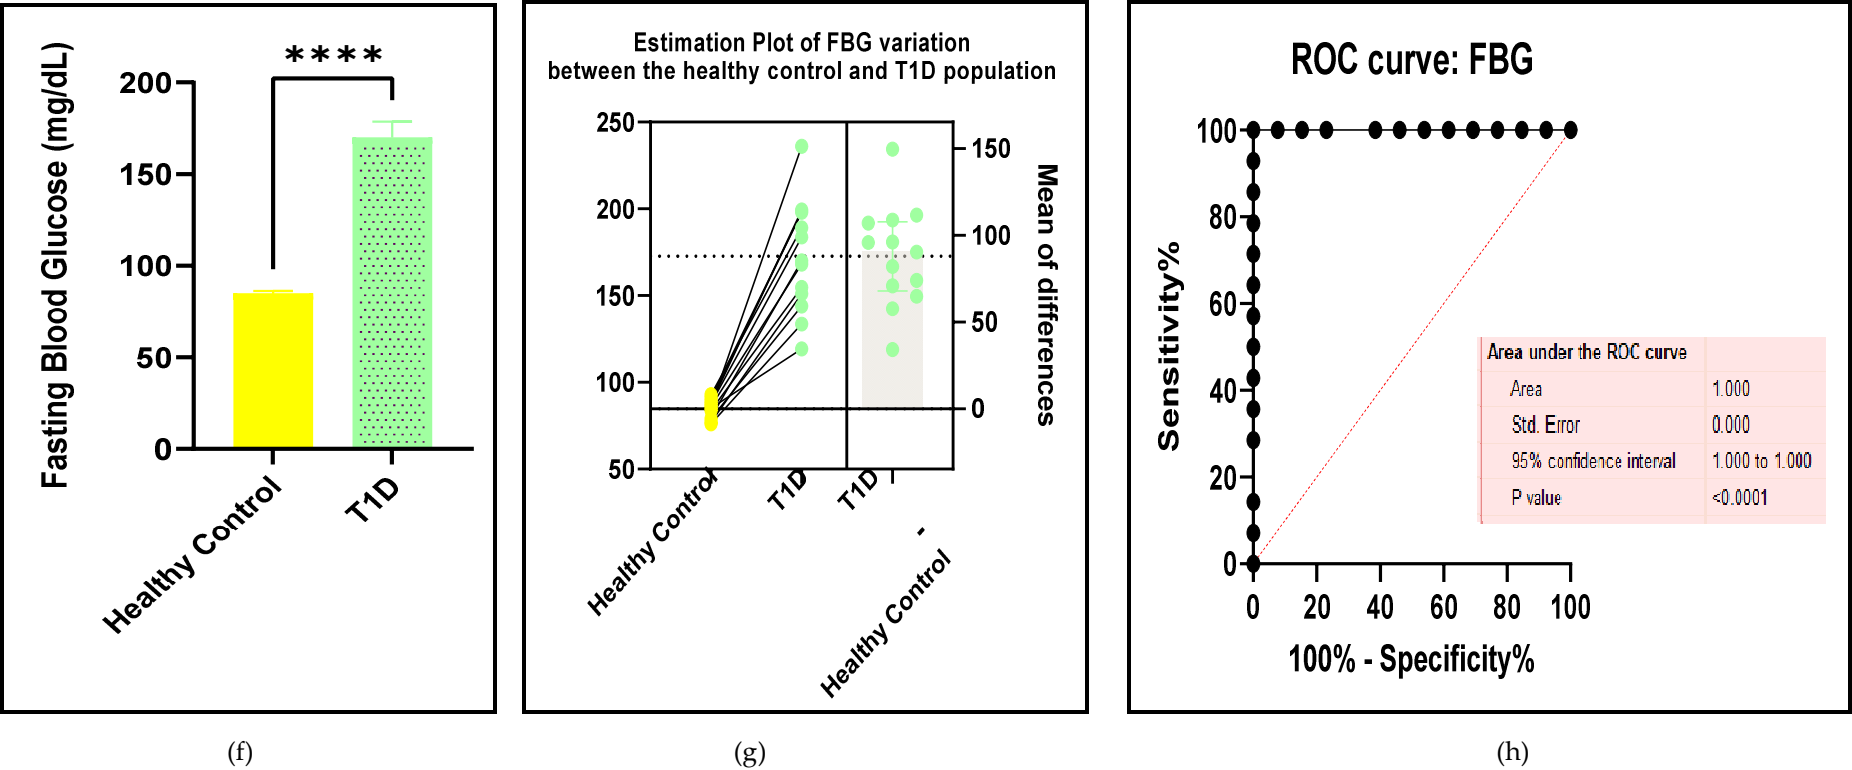 Fasting Blood Glucose (mg/dL)
****
200
150
100
50
0
Healthy Control
T1D
(f)
Estimation Plot of FBG variation
between the healthy control and T1D population
250
200
150
100
50
150
100
50
0
Mean of differences
Healthy Control
T1D
T1D
-
Healthy Control
(g)
ROC curve: FBG
Sensitivity%
100
80
60
40
20
0
0 20 40 60 80 100
100% - Specificity%
Area under the ROC curve
Area 1.000
Std. Error 0.000
95% confidence interval 1.000 to 1.000
P value <0.0001
(h)